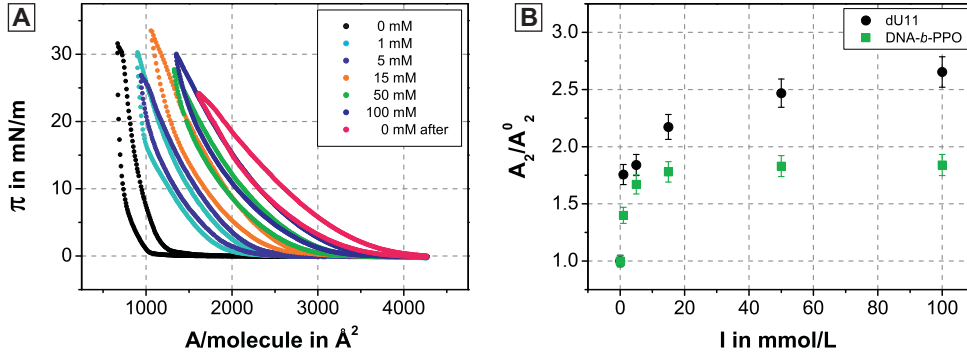 A
π in mN/m
30
20
10
0
1000
2000
3000
4000
A/molecule in Å²
0 mM
1 mM
5 mM
15 mM
50 mM
100 mM
0 mM after
B
A₂/A₂⁰
3.0
2.5
2.0
1.5
1.0
0
20
40
60
80
100
I in mmol/L
dU11
DNA-b-PPO